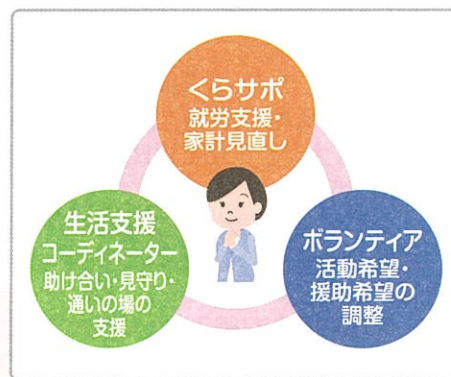 くらサポ
就労支援・
家計見直し
生活支援
コーディネーター
助け合い・見守り・
通いの場の
支援
ボランティア
活動希望・
援助希望の
調整